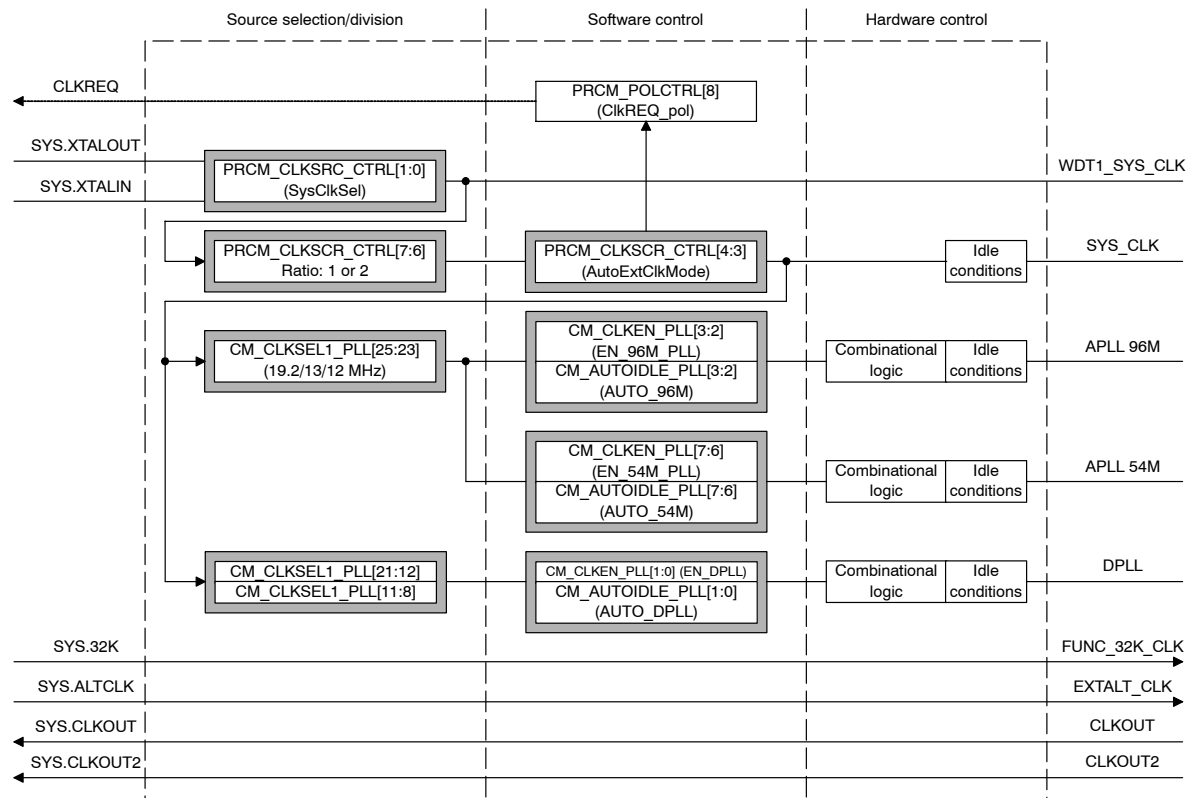 Source selection/division
Software control
Hardware control
CLKREQ
PRCM_POLCTRL[8]
(ClkREQ_pol)
SYS.XTALOUT
SYS.XTALIN
PRCM_CLKSRC_CTRL[1:0]
(SysClkSel)
WDT1_SYS_CLK
PRCM_CLKSCR_CTRL[7:6]
Ratio: 1 or 2
PRCM_CLKSCR_CTRL[4:3]
(AutoExtClkMode)
Idle
conditions
SYS_CLK
CM_CLKSEL1_PLL[25:23]
(19.2/13/12 MHz)
CM_CLKEN_PLL[3:2]
(EN_96M_PLL)
CM_AUTOIDLE_PLL[3:2]
(AUTO_96M)
Combinational
logic
Idle
conditions
APLL 96M
CM_CLKEN_PLL[7:6]
(EN_54M_PLL)
CM_AUTOIDLE_PLL[7:6]
(AUTO_54M)
Combinational
logic
Idle
conditions
APLL 54M
CM_CLKSEL1_PLL[21:12]
CM_CLKSEL1_PLL[11:8]
CM_CLKEN_PLL[1:0] (EN_DPLL)
CM_AUTOIDLE_PLL[1:0]
(AUTO_DPLL)
Combinational
logic
Idle
conditions
DPLL
SYS.32K
FUNC_32K_CLK
SYS.ALTCLK
EXTALT_CLK
SYS.CLKOUT
CLKOUT
SYS.CLKOUT2
CLKOUT2